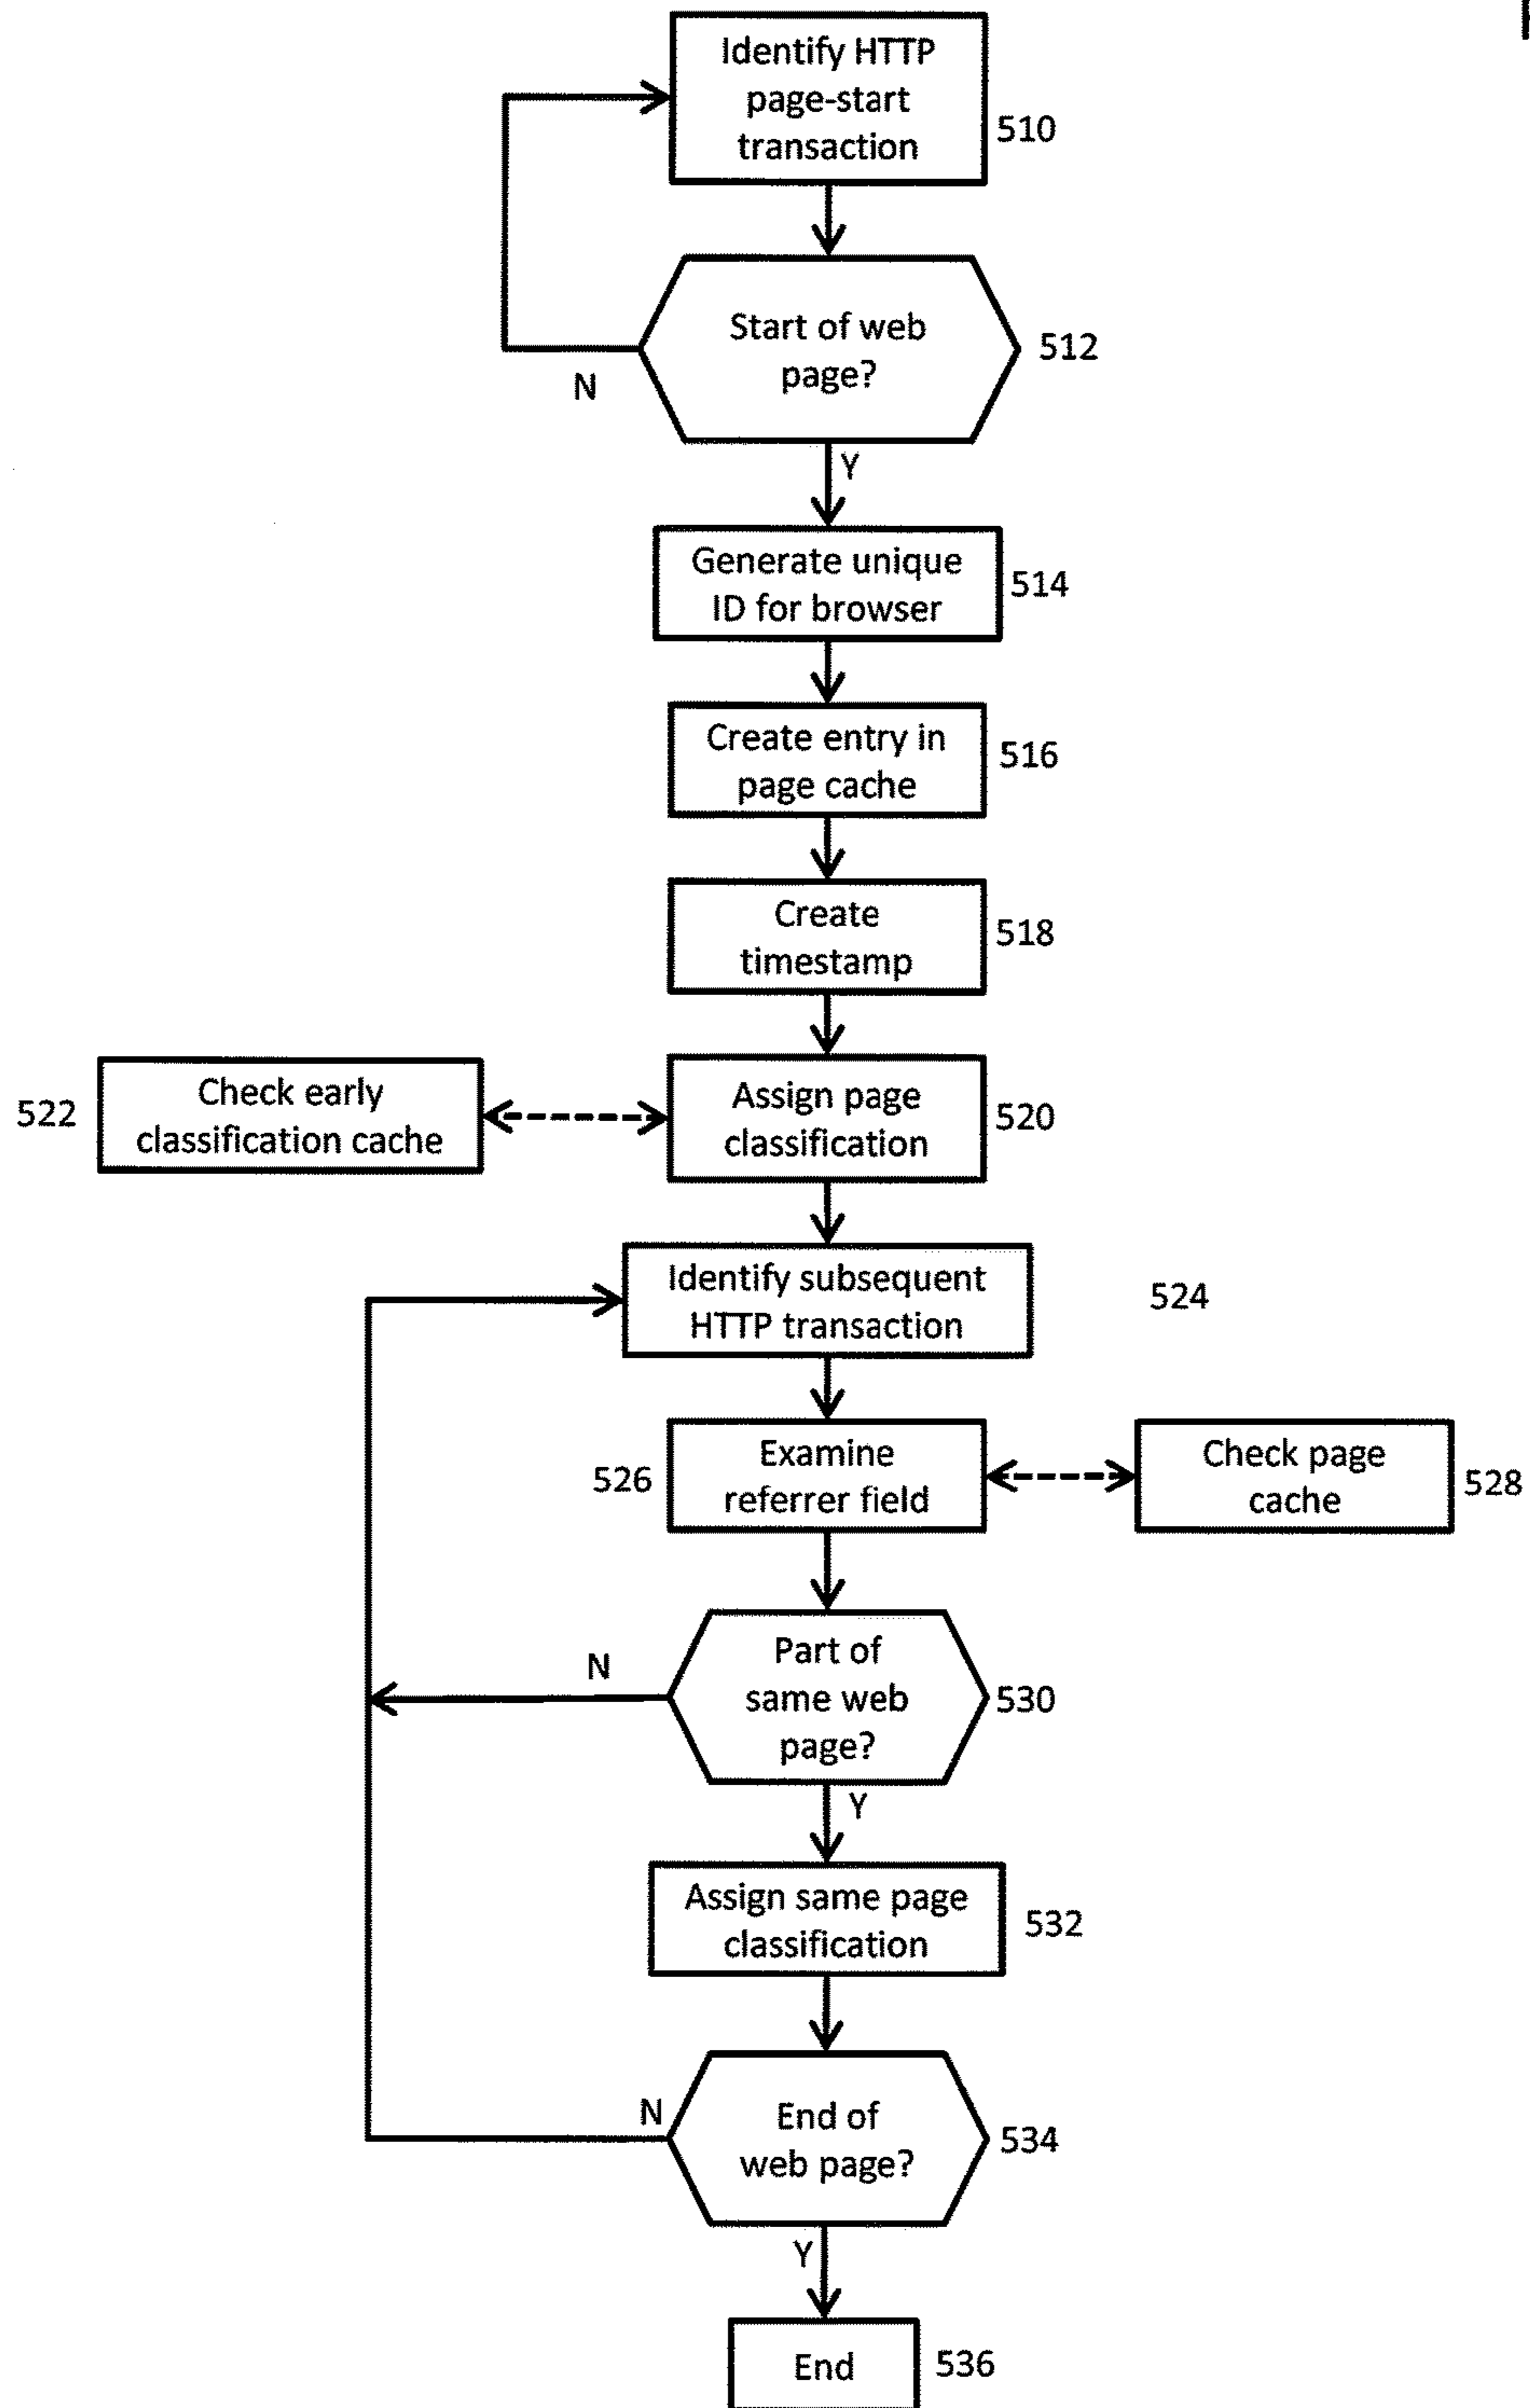 Identify HTTP
page-start
transaction
510
Start of web
page?
512
N
Y
Generate unique
ID for browser
514
Create entry in
page cache
516
Create
timestamp
518
522
Check early
classification cache
Assign page
classification
520
Identify subsequent
HTTP transaction
524
526
Examine
referrer field
Check page
cache
528
N
Part of
same web
page?
530
Y
Assign same page
classification
532
N
End of
web page?
534
Y
End
536